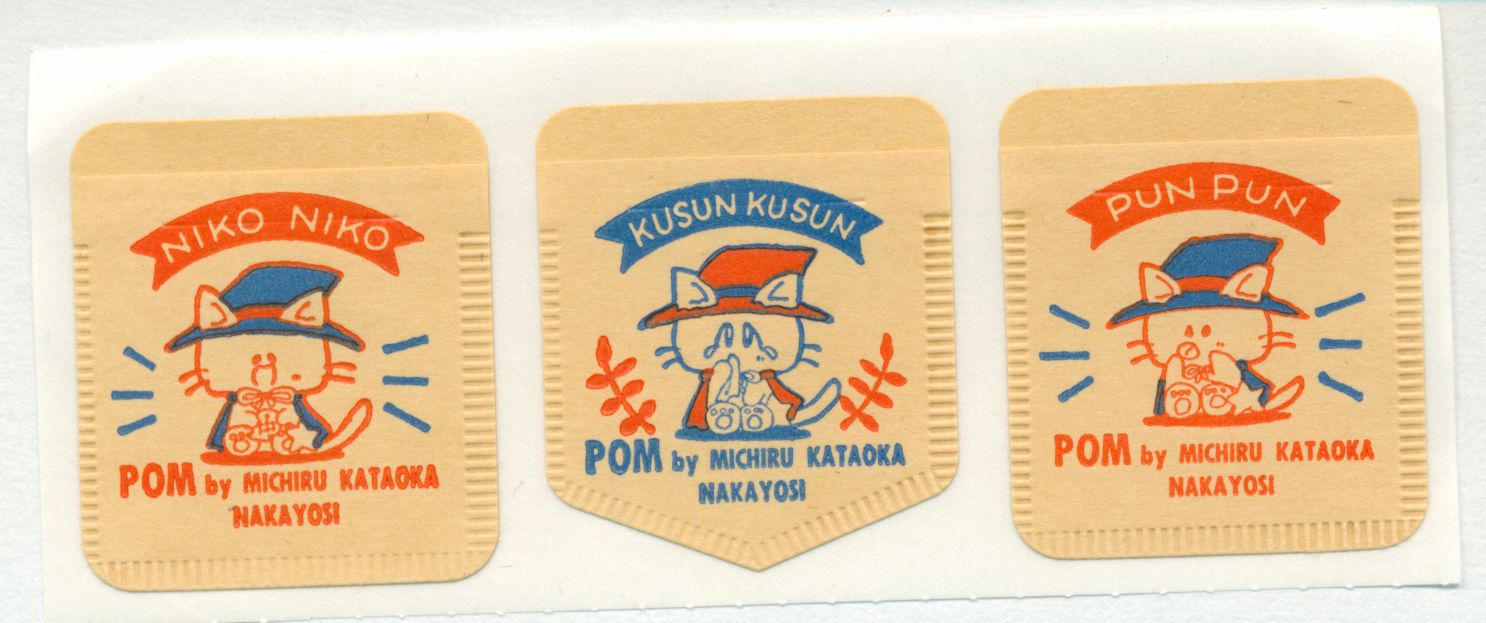 NIKO NIKO
POM by MICHIRU KATAOKA
NAKAYOSI
KUSUN KUSUN
POM by MICHIRU KATAOKA
NAKAYOSI
PUN PUN
POM by MICHIRU KATAOKA
NAKAYOSI